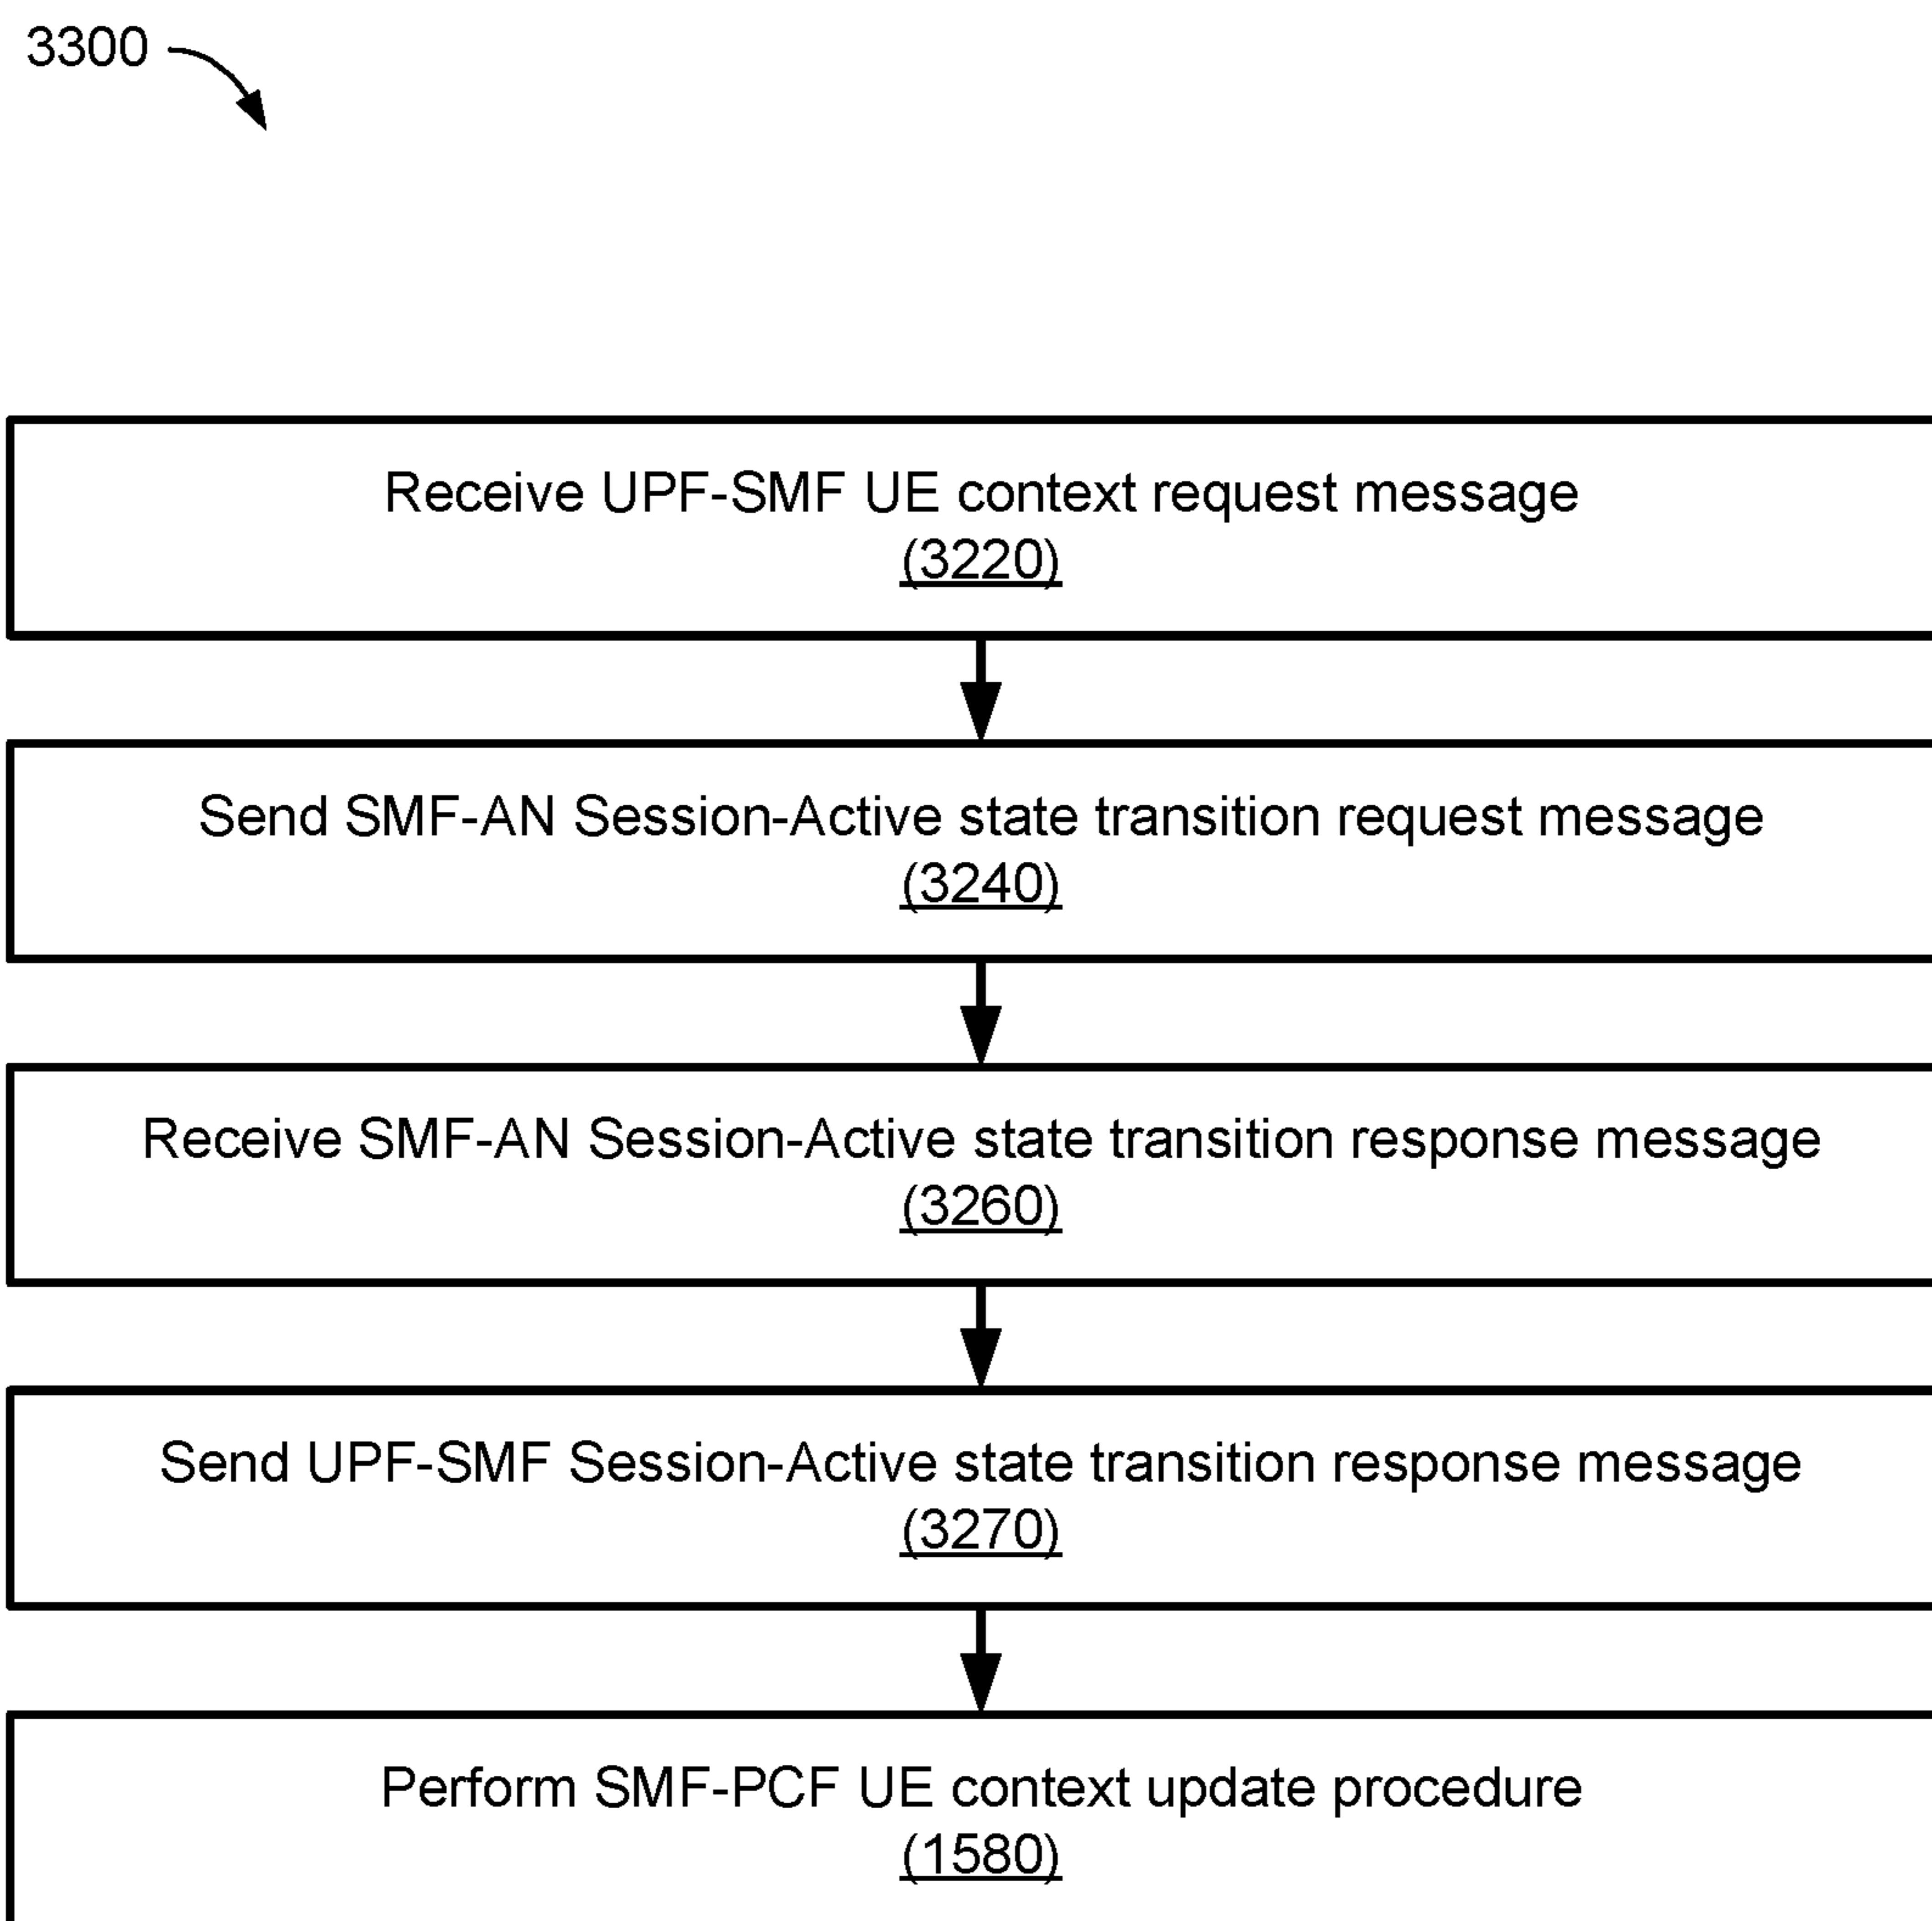 3300
Receive UPF-SMF UE context request message
(3220)
Send SMF-AN Session-Active state transition request message
(3240)
Receive SMF-AN Session-Active state transition response message
(3260)
Send UPF-SMF Session-Active state transition response message
(3270)
Perform SMF-PCF UE context update procedure
(1580)